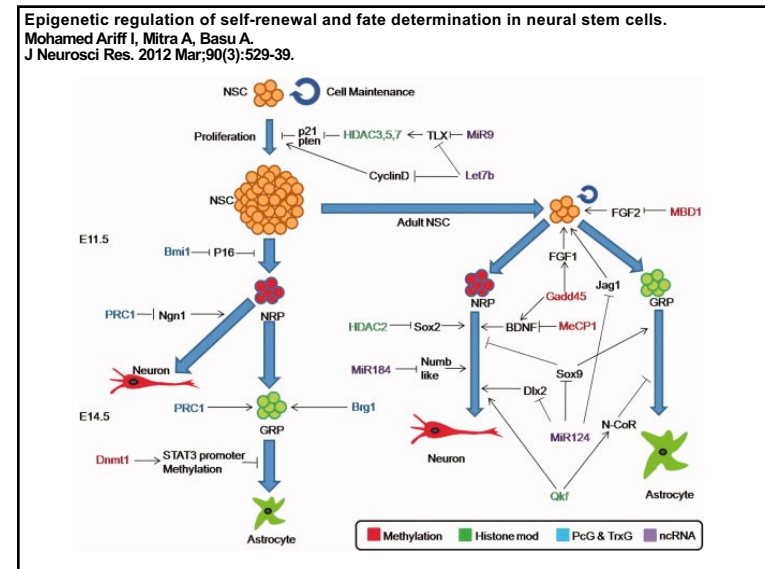 Epigenetic regulation of self-renewal and fate determination in neural stem cells.
Mohamed Ariff I, Mitra A, Basu A.
J Neurosci Res. 2012 Mar;90(3):529-39.
NSC
Cell Maintenance
Proliferation
p21
pten
HDAC3,5,7
TLX
MiR9
CyclinD
Let7b
NSC
Adult NSC
FGF2
MBD1
E11.5
Bmi1
P16
FGF1
NRP
Jag1
GRP
Gadd45
PRC1
Ngn1
NRP
HDAC2
Sox2
BDNF
MeCP1
Neuron
MiR184
Numb
like
Sox9
Dlx2
PRC1
Brg1
E14.5
GRP
MiR124
N-CoR
Neuron
Dnmt1
STAT3 promoter
Methylation
Qkf
Astrocyte
Astrocyte
Methylation
Histone mod
PcG & TrxG
ncRNA